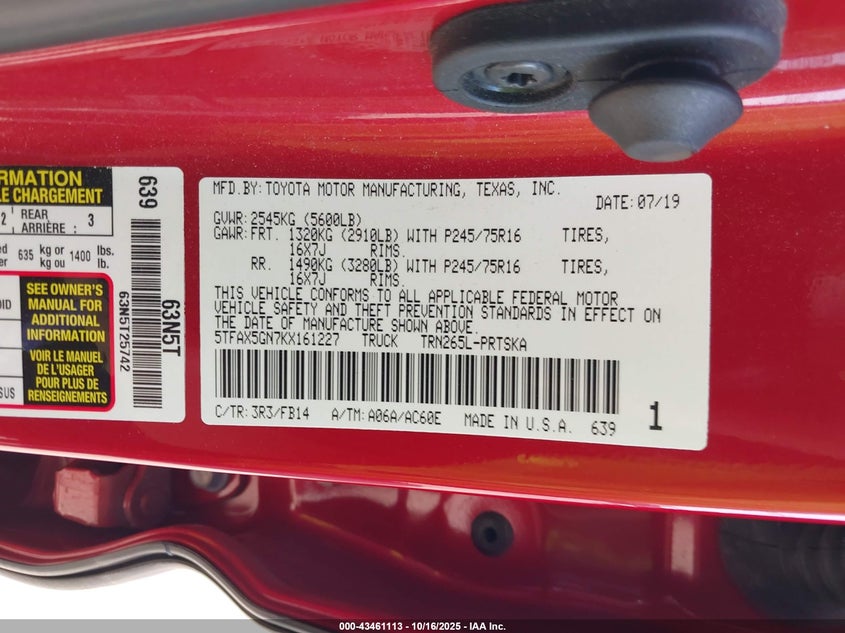 RMATION
LE CHARGEMENT
2 REAR ARRIÈRE : 3
635 kg or kg ou 1400 lbs. lb.
SEE OWNER'S
MANUAL FOR
ADDITIONAL
INFORMATION
VOIR LE MANUEL
DE L'USAGER
POUR PLUS DE
RENSEIGNEMENTS
639
63N5T25742
63N5T
MFD.BY:TOYOTA MOTOR MANUFACTURING, TEXAS, INC.
DATE:07/19
GVWR:2545KG (5600LB)
GAWR:FRT. 1320KG (2910LB) WITH P245/75R16 TIRES,
16X7J RIMS.
RR. 1490KG (3280LB) WITH P245/75R16 TIRES,
16X7J RIMS.
THIS VEHICLE CONFORMS TO ALL APPLICABLE FEDERAL MOTOR
VEHICLE SAFETY AND THEFT PREVENTION STANDARDS IN EFFECT ON
THE DATE OF MANUFACTURE SHOWN ABOVE.
5TFAX5GN7KX161227 TRUCK TRN265L-PRTSKA
C/TR:3R3/FB14 A/TM:A06A/AC60E MADE IN U.S.A. 639 1
000-43461113 - 10/16/2025 - IAA Inc.